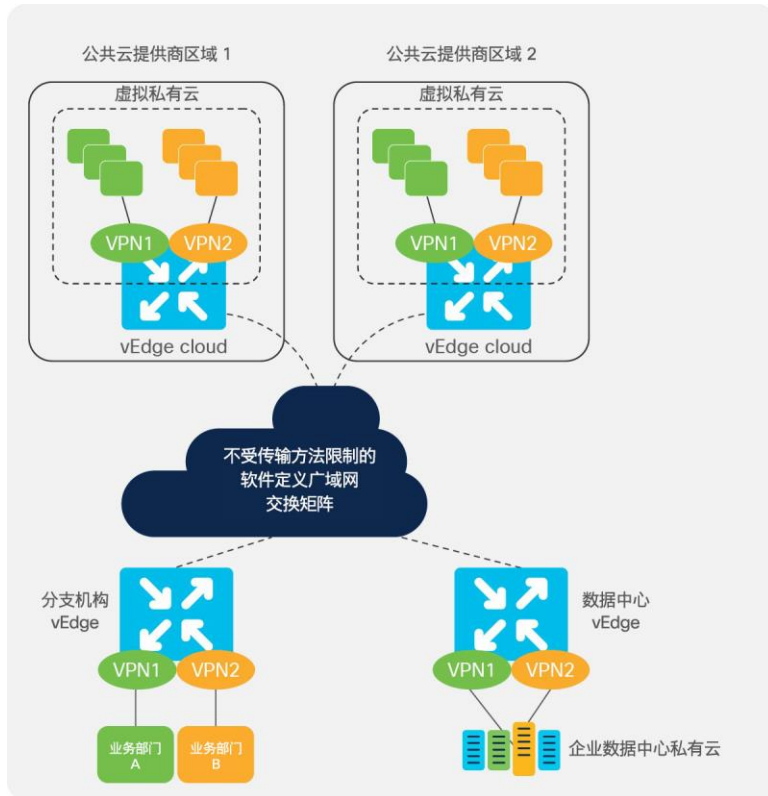 公共云提供商区域 1
公共云提供商区域 2
虚拟私有云
虚拟私有云
VPN1
VPN2
VPN1
VPN2
vEdge cloud
vEdge cloud
不受传输方法限制的
软件定义广域网
交换矩阵
分支机构
vEdge
数据中心
vEdge
VPN1
VPN2
VPN1
VPN2
业务部门
A
业务部门
B
企业数据中心私有云